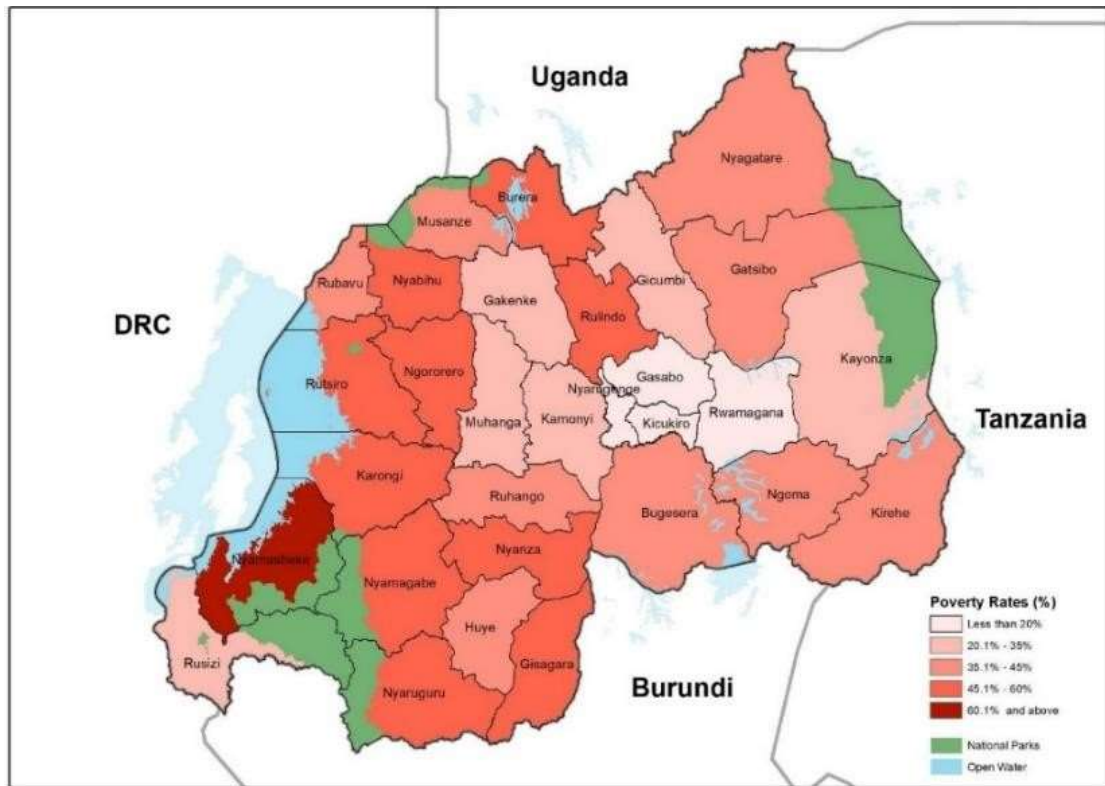 Uganda
Nyagatare
Burera
Musanze
Gatsibo
Rubavu
Nyabihu
Gicumbi
Gakenke
Rulindo
DRC
Kayonza
Rutsiro
Ngororero
Gasabo
Nyarugenge
Rwamagana
Muhanga
Kamonyi
Kicukiro
Tanzania
Karongi
Ruhango
Ngoma
Bugesera
Kirehe
Nyanza
Nyamasheke
Nyamagabe
Huye
Rusizi
Gisagara
Burundi
Nyaruguru
Poverty Rates (%)
Less than 20%
20.1% - 35%
35.1% - 45%
45.1% - 60%
60.1% and above
National Parks
Open Water